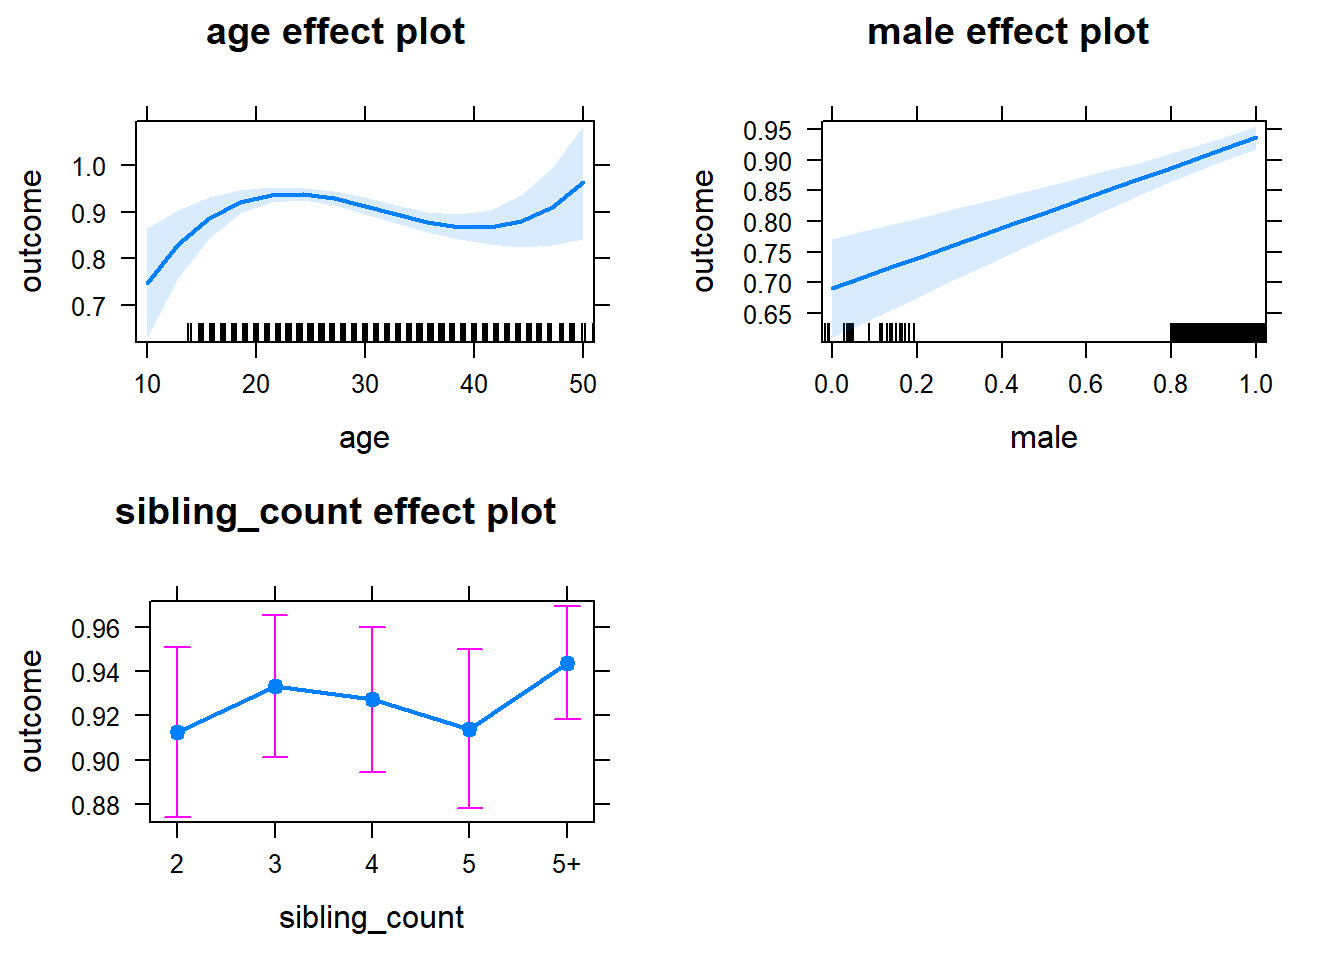 age effect plot
outcome
1.0
0.9
0.8
0.7
10 20 30 40 50
age
male effect plot
outcome
0.95
0.90
0.85
0.80
0.75
0.70
0.65
0.0 0.2 0.4 0.6 0.8 1.0
male
sibling_count effect plot
outcome
0.96
0.94
0.92
0.90
0.88
2 3 4 5 5+
sibling_count